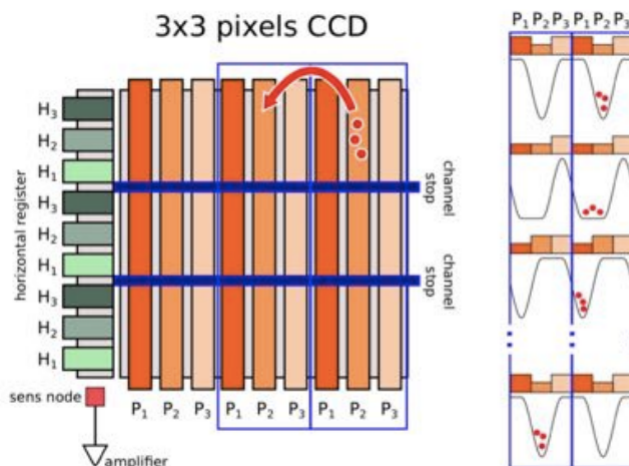 3x3 pixels CCD
H3
H2
H1
H3
H2
H1
H3
H2
H1
horizontal register
channel
stop
channel
stop
sens node
amplifier
P1 P2 P3 P1 P2 P3 P1 P2 P3
P1 P2 P3 P1 P2 P3